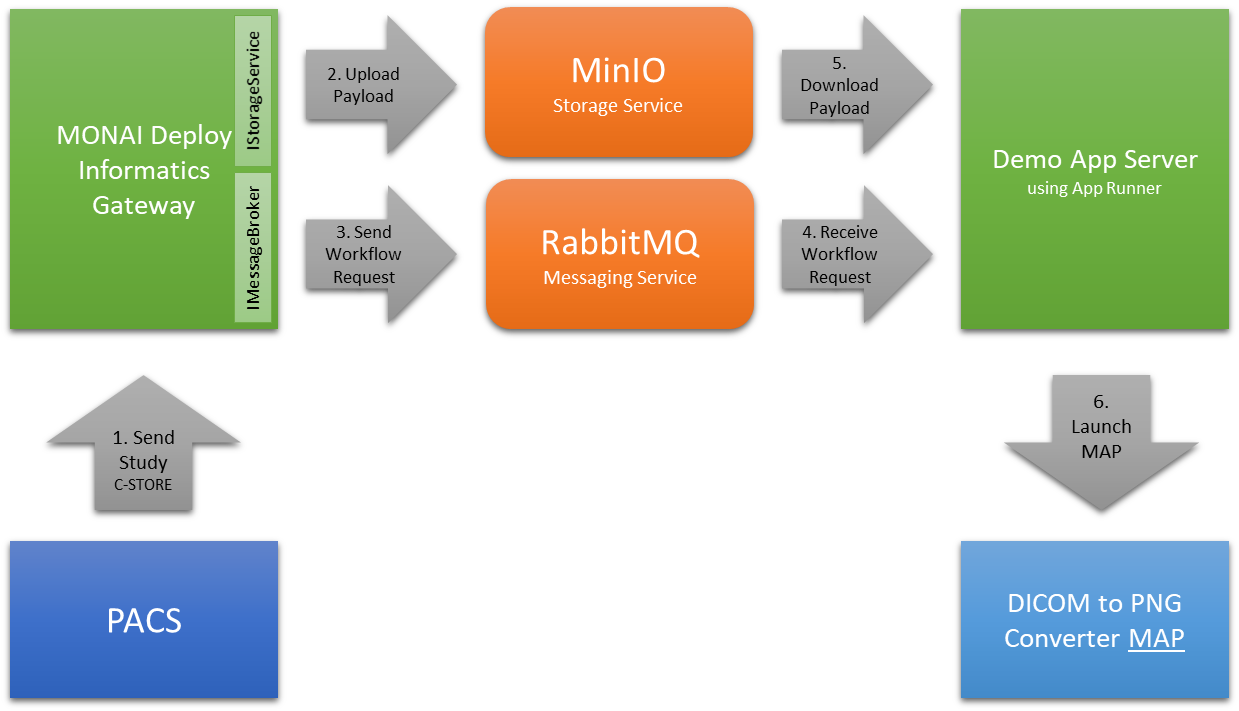 MONAI Deploy
Informatics
Gateway
IStorageService
IMessageBroker
2. Upload
Payload
MinIO
Storage Service
5.
Download
Payload
3. Send
Workflow
Request
RabbitMQ
Messaging Service
4. Receive
Workflow
Request
Demo App Server
using App Runner
1. Send
Study
C-STORE
6.
Launch
MAP
PACS
DICOM to PNG
Converter MAP